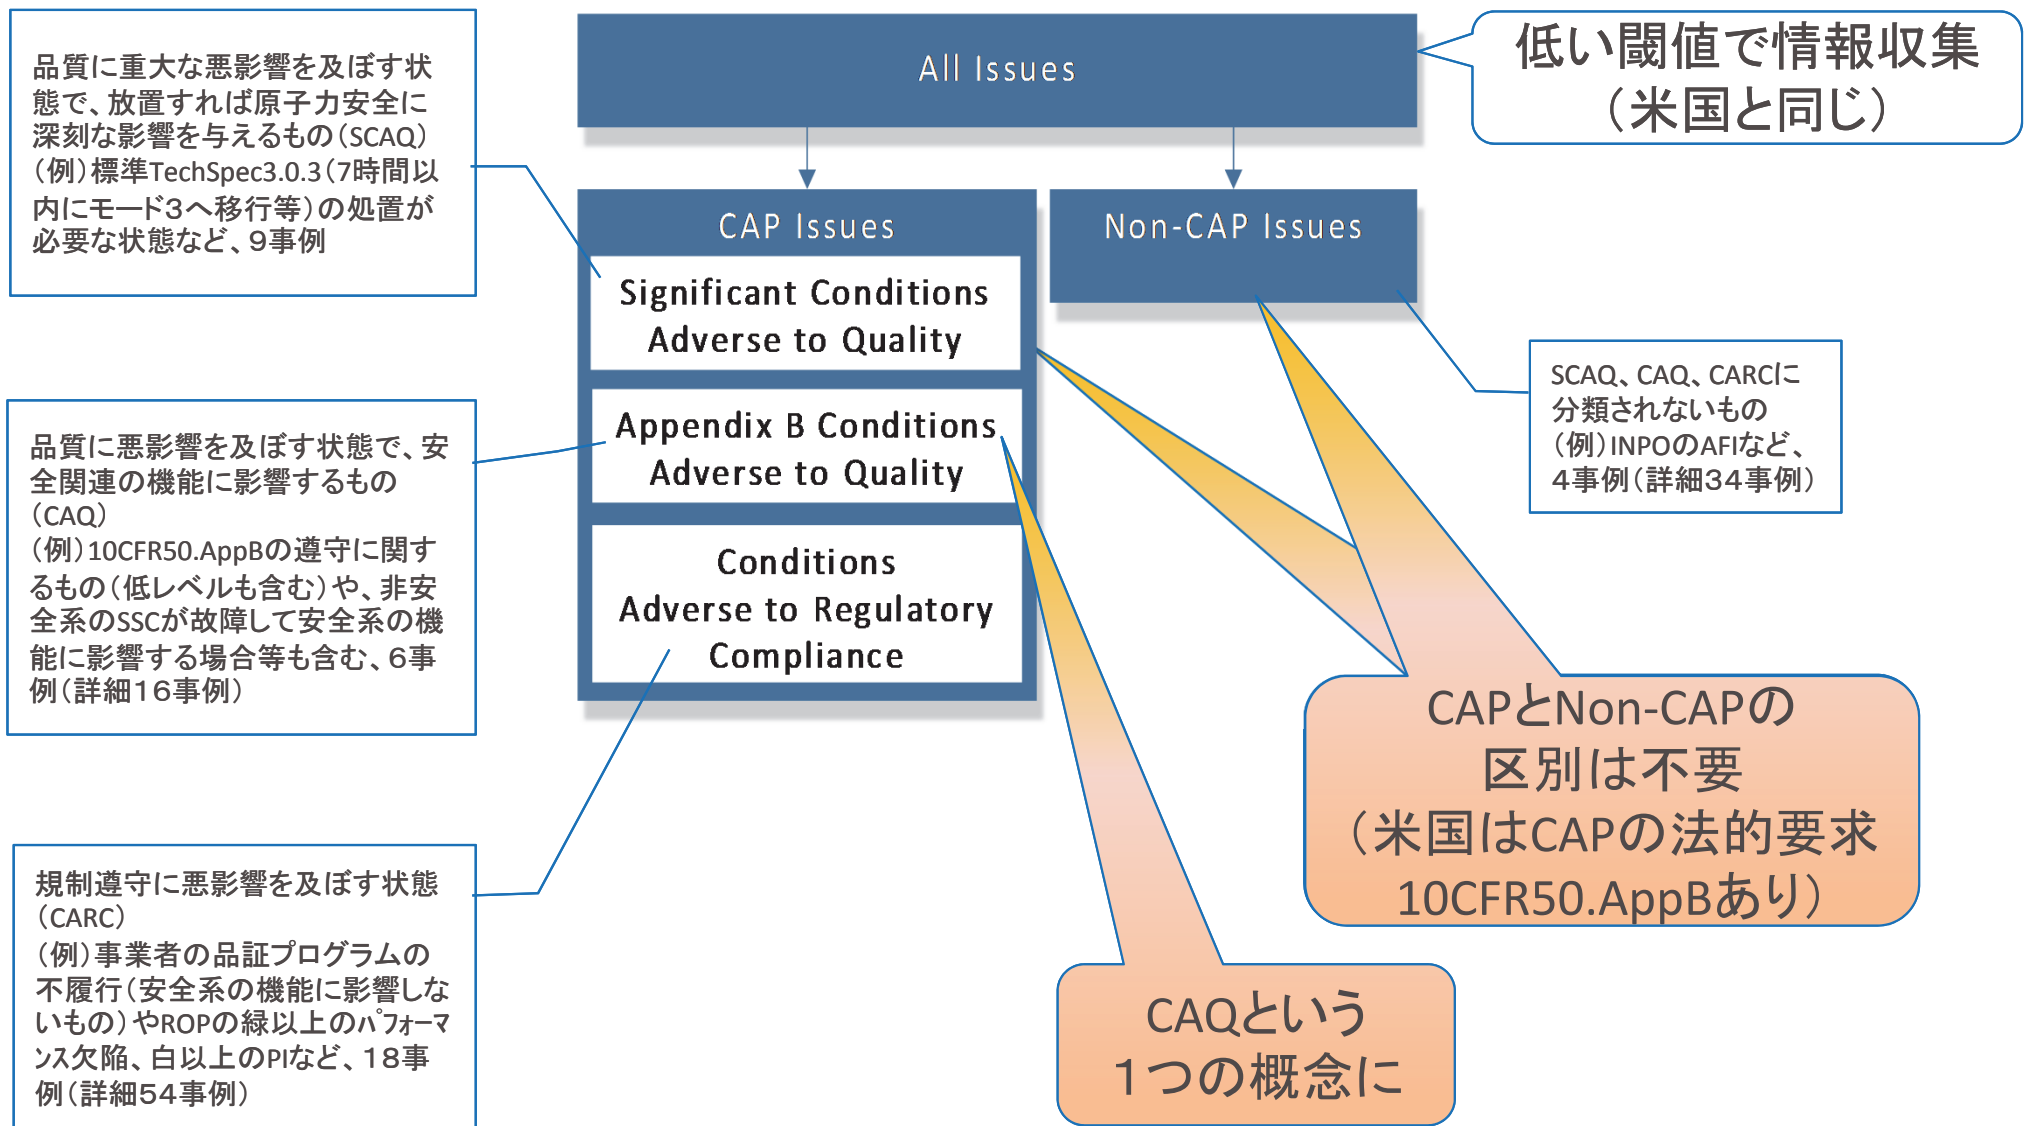 品質に重大な悪影響を及ぼす状
態で、放置すれば原子力安全に
深刻な影響を与えるもの（SCAQ）
（例）標準TechSpec3.0.3（7時間以
内にモード３へ移行等）の処置が
必要な状態など、９事例
All Issues
低い閾値で情報収集
（米国と同じ）
CAP Issues
Significant Conditions
Adverse to Quality
Appendix B Conditions
Adverse to Quality
Conditions
Adverse to Regulatory
Compliance
Non-CAP Issues
SCAQ、CAQ、CARCに
分類されないもの
（例）INPOのAFIなど、
４事例（詳細３４事例）
品質に悪影響を及ぼす状態で、安
全関連の機能に影響するもの
（CAQ）
（例）10CFR50.AppBの遵守に関す
るもの（低レベルも含む）や、非安
全系のSSCが故障して安全系の機
能に影響する場合等も含む、６事
例（詳細１６事例）
CAPとNon-CAPの
区別は不要
（米国はCAPの法的要求
10CFR50.AppBあり）
規制遵守に悪影響を及ぼす状態
（CARC）
（例）事業者の品証プログラムの
不履行（安全系の機能に影響しな
いもの）やROPの緑以上のﾊﾟﾌｫｰﾏ
ﾝｽ欠陥、白以上のPIなど、１８事
例（詳細５４事例）
CAQという
１つの概念に